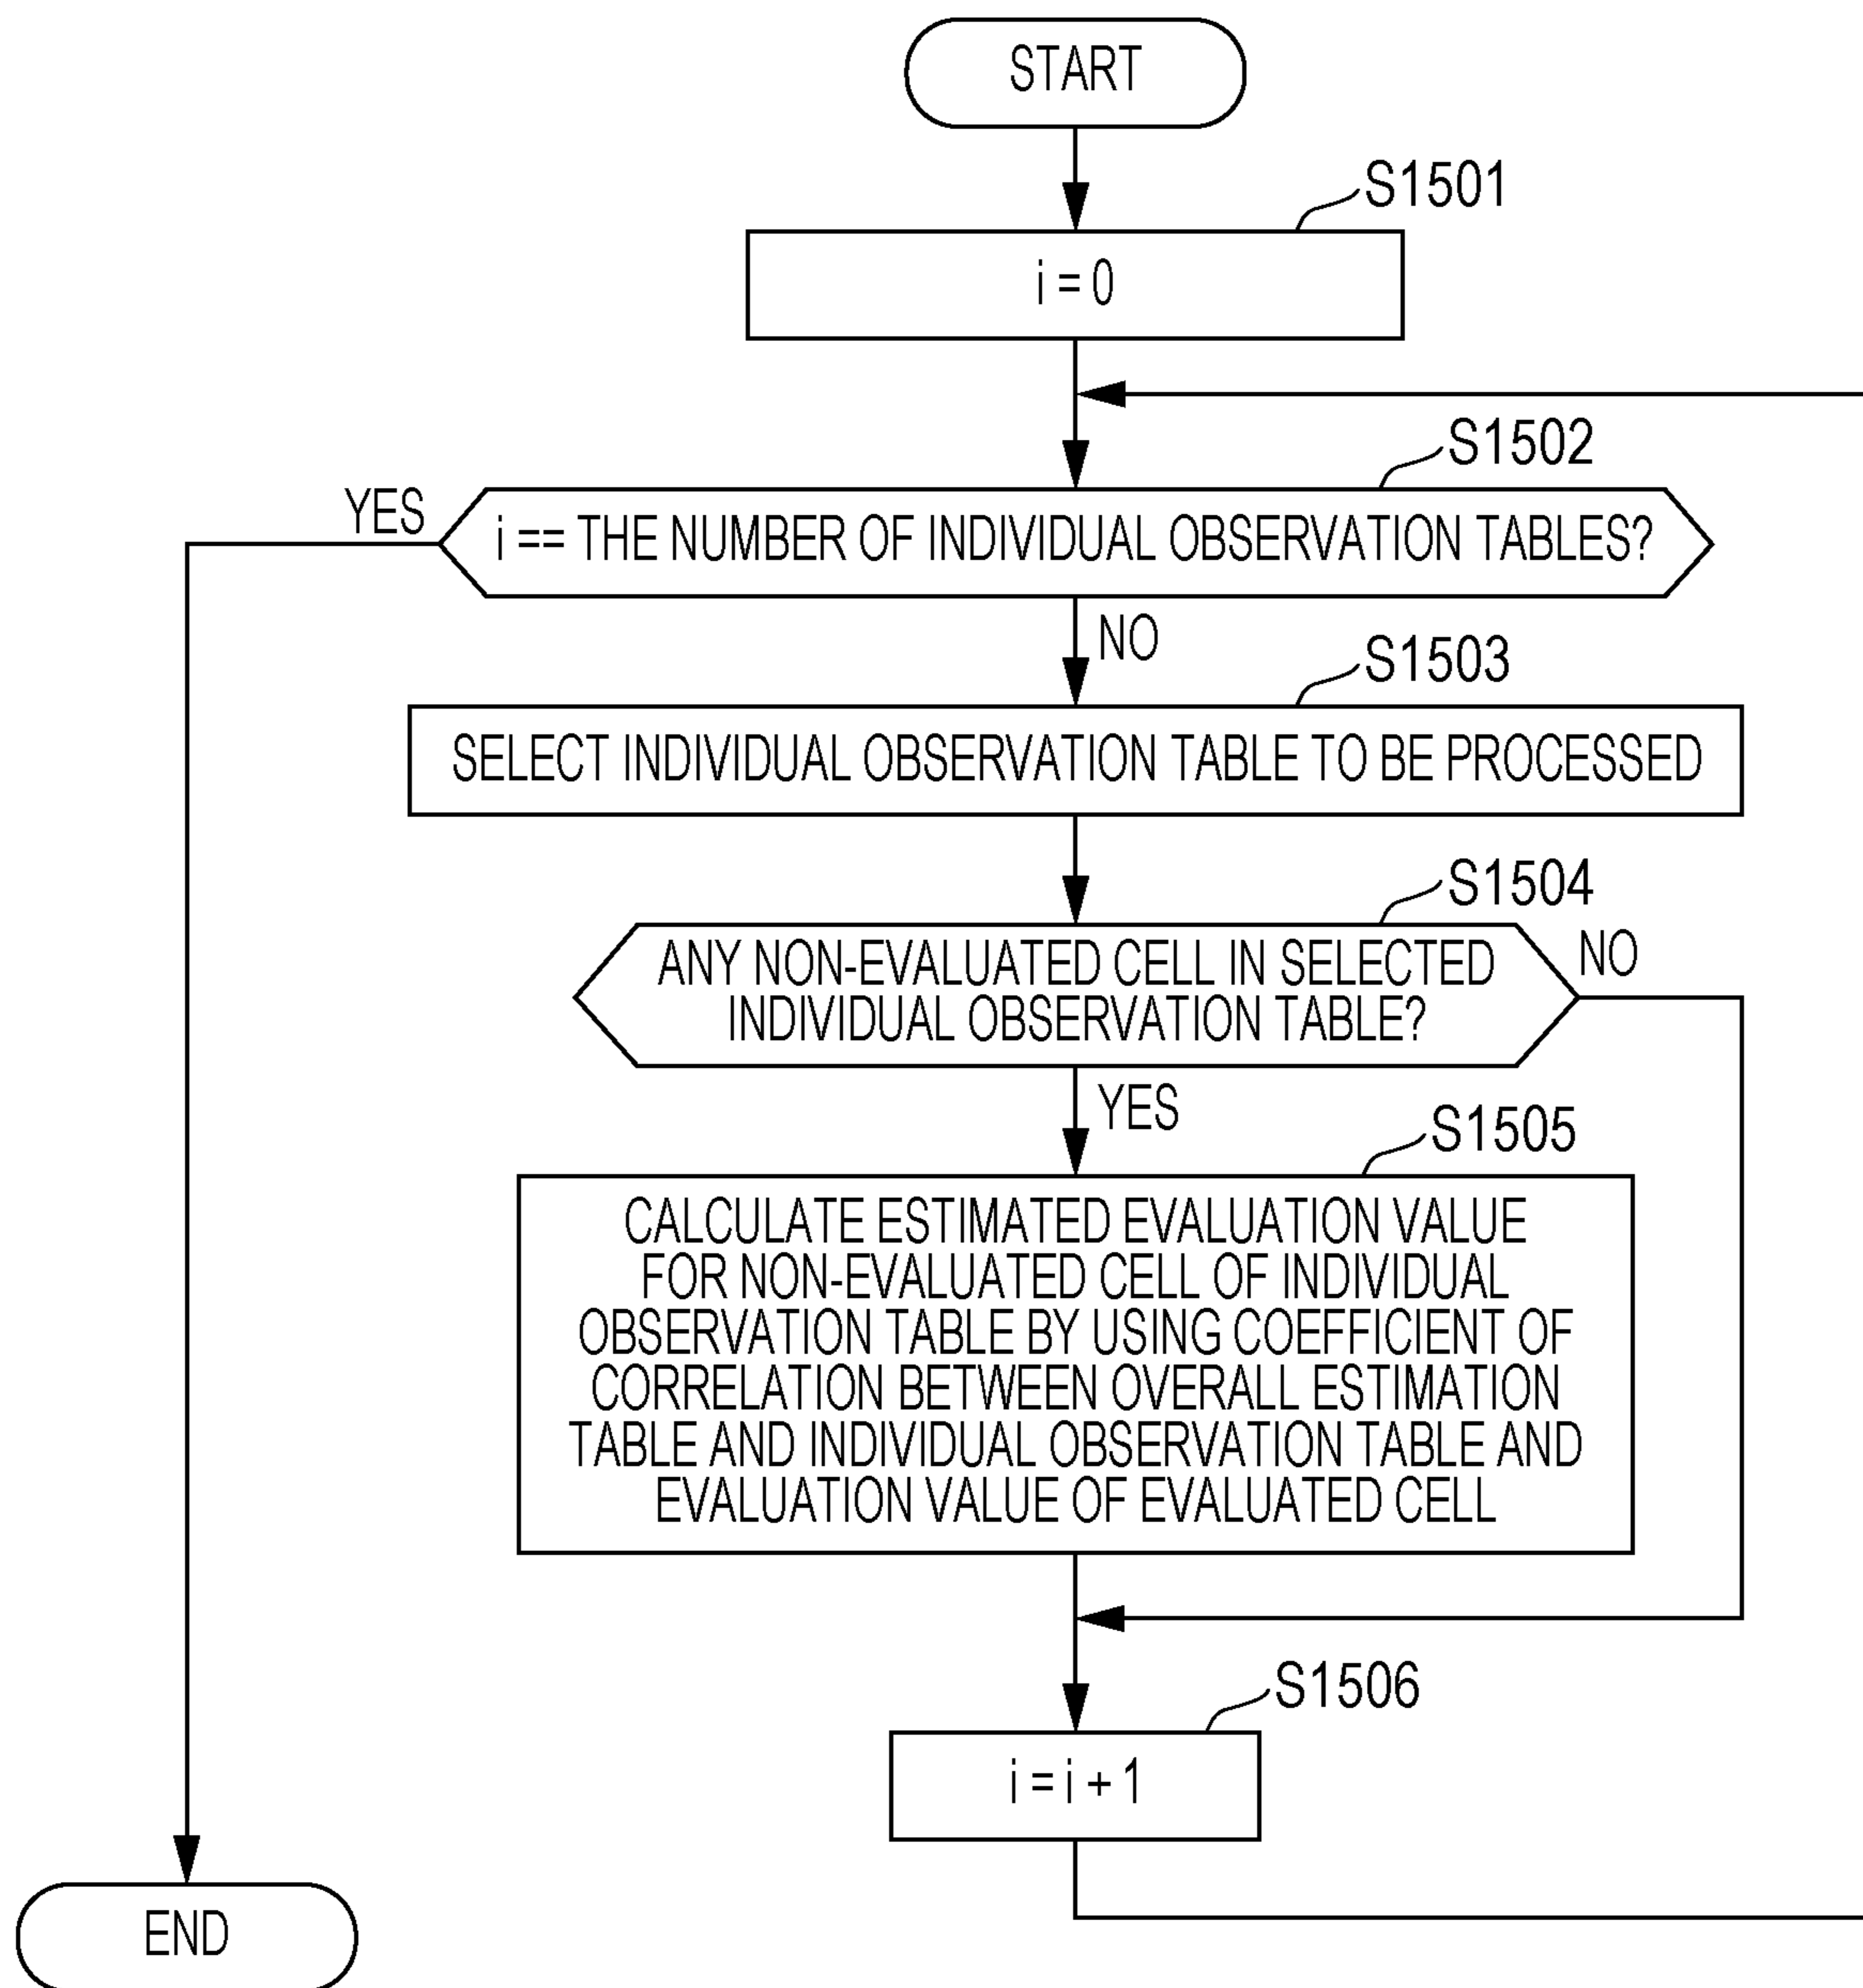 START
S1501
i = 0
S1502
YES
i == THE NUMBER OF INDIVIDUAL OBSERVATION TABLES?
NO
S1503
SELECT INDIVIDUAL OBSERVATION TABLE TO BE PROCESSED
S1504
ANY NON-EVALUATED CELL IN SELECTED
INDIVIDUAL OBSERVATION TABLE?
NO
YES
S1505
CALCULATE ESTIMATED EVALUATION VALUE
FOR NON-EVALUATED CELL OF INDIVIDUAL
OBSERVATION TABLE BY USING COEFFICIENT OF
CORRELATION BETWEEN OVERALL ESTIMATION
TABLE AND INDIVIDUAL OBSERVATION TABLE AND
EVALUATION VALUE OF EVALUATED CELL
S1506
i = i + 1
END